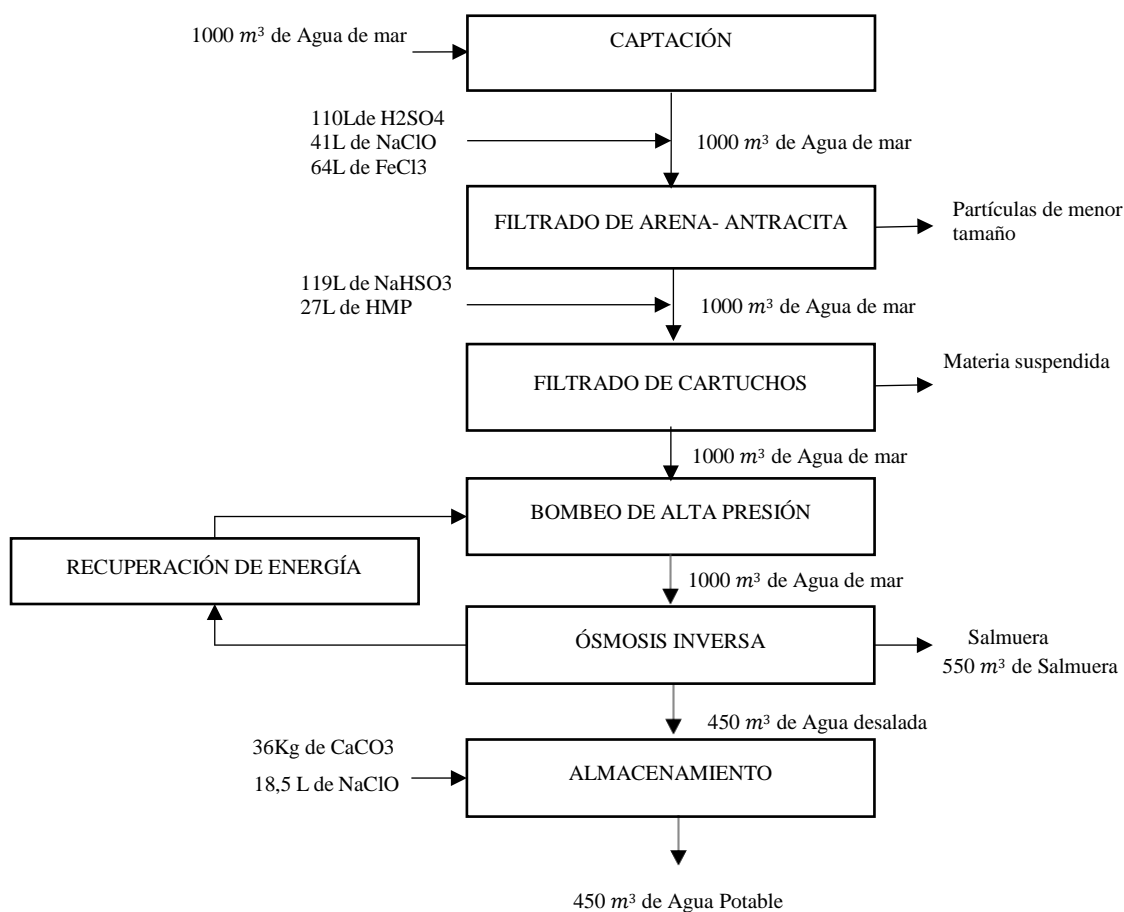 1000 m³ de Agua de mar
CAPTACIÓN
110Lde H2SO4
41L de NaClO
64L de FeCl3
1000 m³ de Agua de mar
FILTRADO DE ARENA- ANTRACITA
Partículas de menor
tamaño
119L de NaHSO3
27L de HMP
1000 m³ de Agua de mar
FILTRADO DE CARTUCHOS
Materia suspendida
1000 m³ de Agua de mar
BOMBEO DE ALTA PRESIÓN
RECUPERACIÓN DE ENERGÍA
1000 m³ de Agua de mar
ÓSMOSIS INVERSA
Salmuera
550 m³ de Salmuera
450 m³ de Agua desalada
36Kg de CaCO3
18,5 L de NaClO
ALMACENAMIENTO
450 m³ de Agua Potable